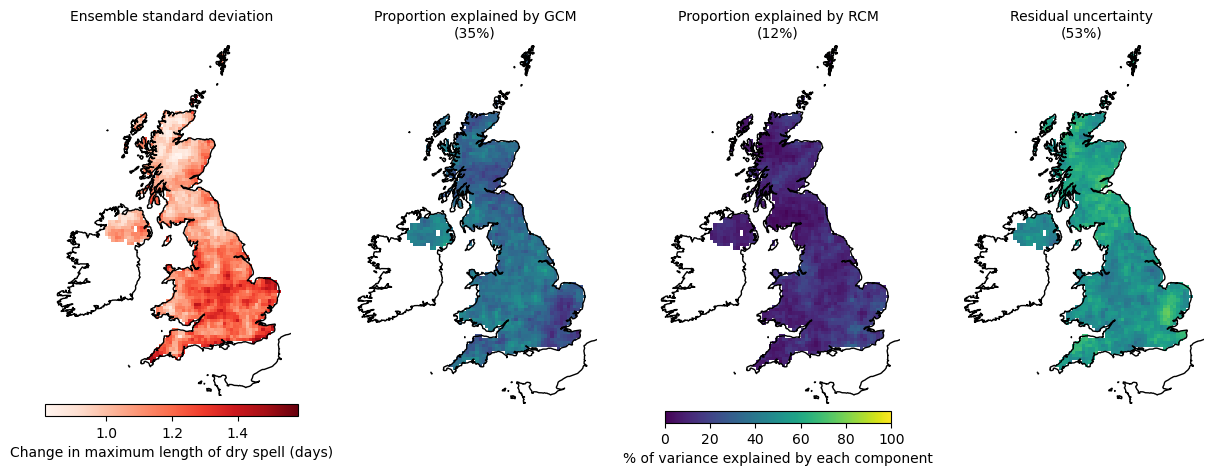 Ensemble standard deviation
Proportion explained by GCM
(35%)
Proportion explained by RCM
(12%)
Residual uncertainty
(53%)
1.0 1.2 1.4
Change in maximum length of dry spell (days)
0 20 40 60 80 100
% of variance explained by each component